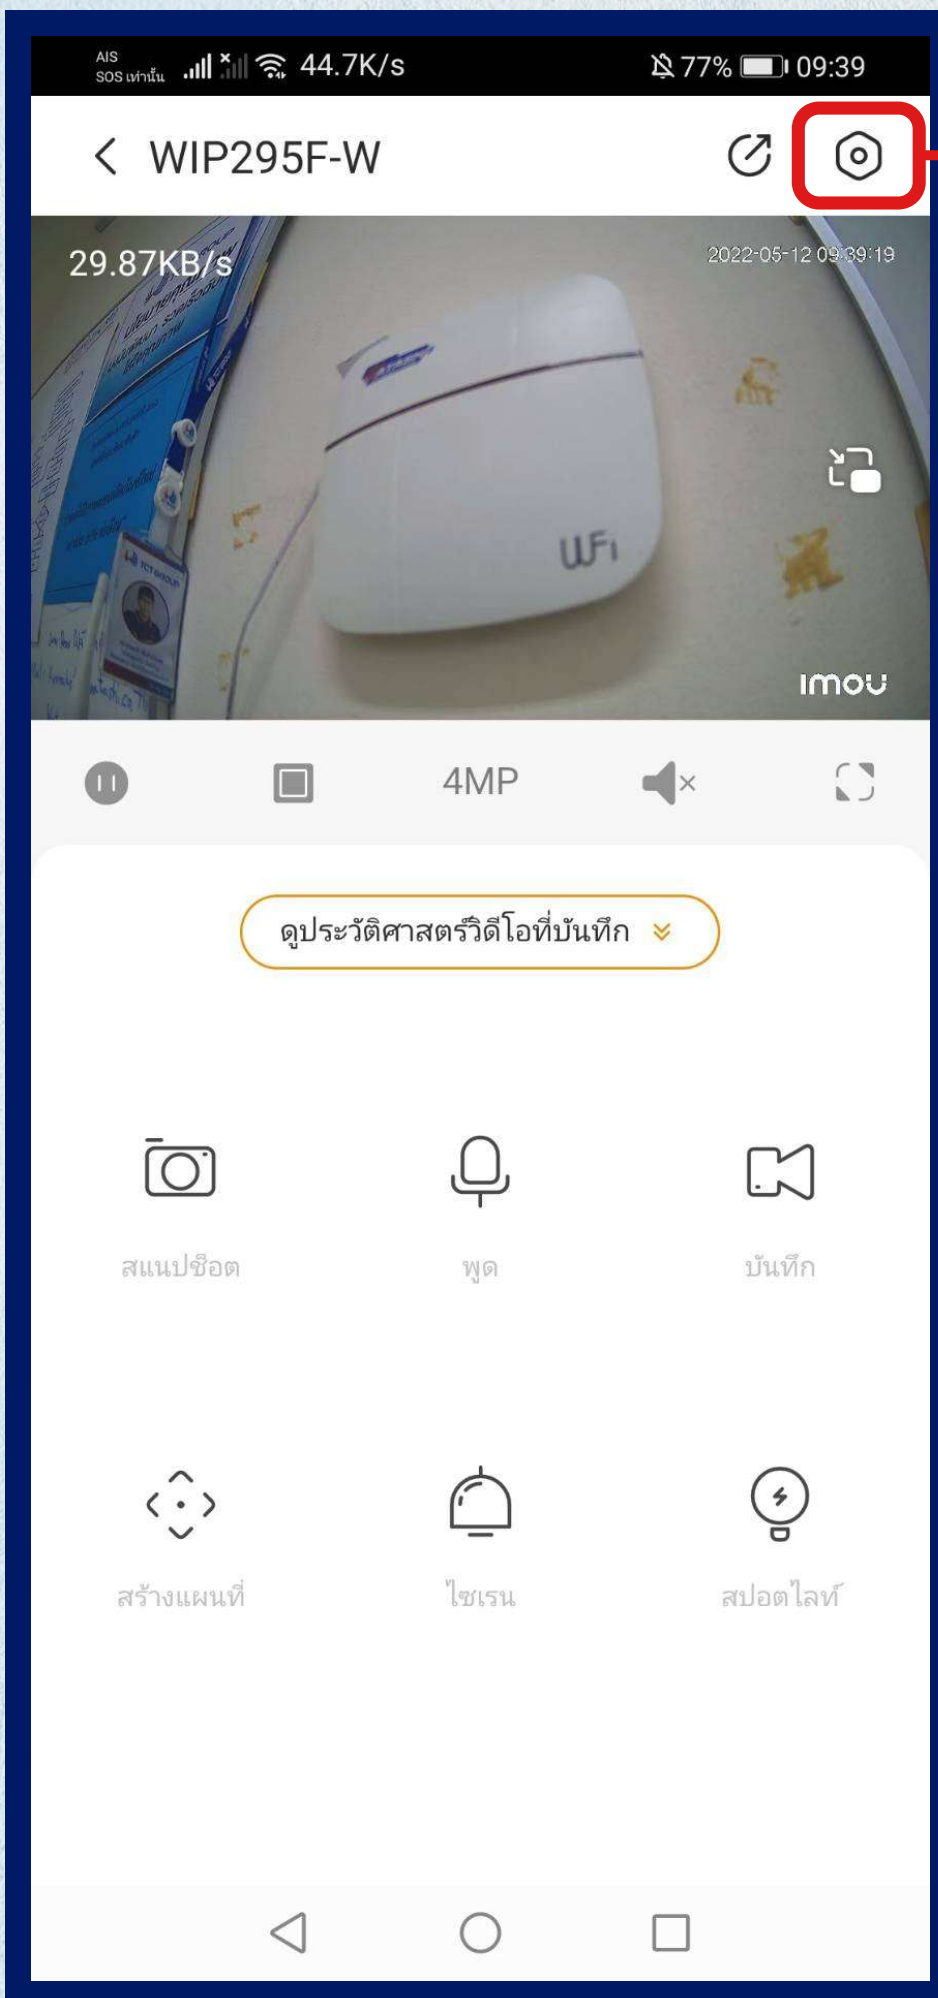 AIS
SOS เท่านั้น 44.7K/s 77% 09:39
WIP295F-W
29.87KB/s 2022-05-12 09:39:19
WiFi
imou
4MP
ดูประวัติศาสตร์วิดีโอที่บันทึก
สแนปช็อต พูด บันทึก
สร้างแผนที่ ไซเรน สปอตไลท์